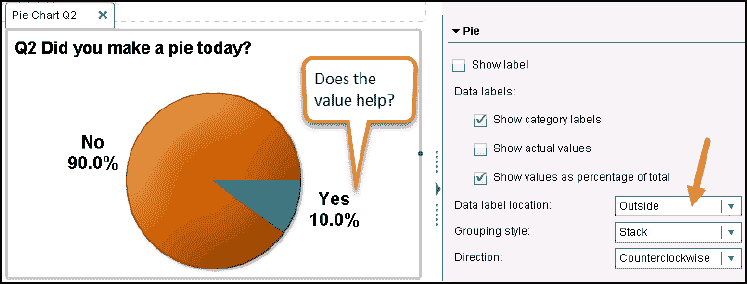 Pie Chart Q2
Q2 Did you make a pie today?
Does the
value help?
No
90.0%
Yes
10.0%
Pie
Show label
Data labels:
Show category labels
Show actual values
Show values as percentage of total
Data label location: Outside
Grouping style: Stack
Direction: Counterclockwise